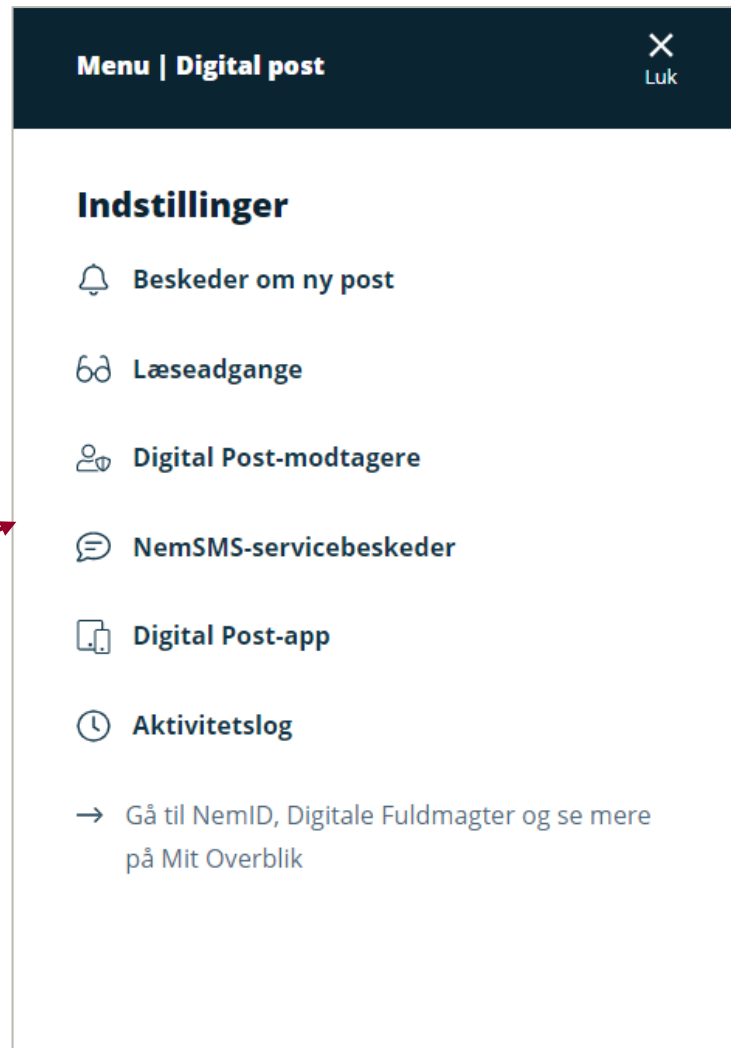 Menu | Digital post
Luk
Indstillinger
Beskeder om ny post
Læseadgange
Digital Post-modtagere
NemSMS-servicebeskeder
Digital Post-app
Aktivitetslog
Gå til NemID, Digitale Fuldmagter og se mere
på Mit Overblik